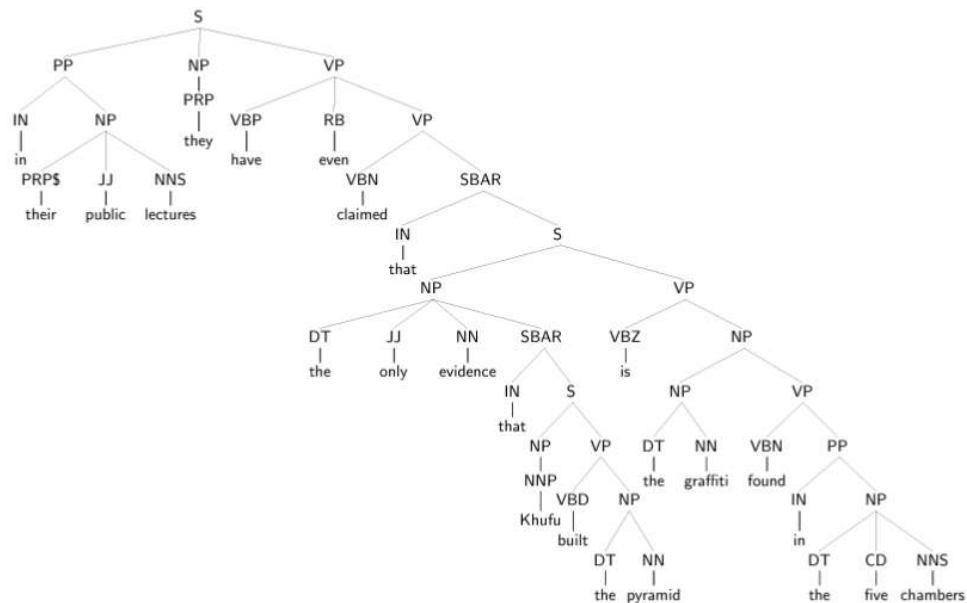 S
PP NP VP
PRP
IN NP VBP RB VP
they
in have even
PRP$ JJ NNS VBN SBAR
their public lectures claimed
IN S
that
NP VP
DT JJ NN SBAR VBZ NP
the only evidence is
IN S NP VP
that
NP VP DT NN VBN PP
NNP the graffiti found
VBD NP IN NP
Khufu
built in
DT NN DT CD NNS
the pyramid the five chambers